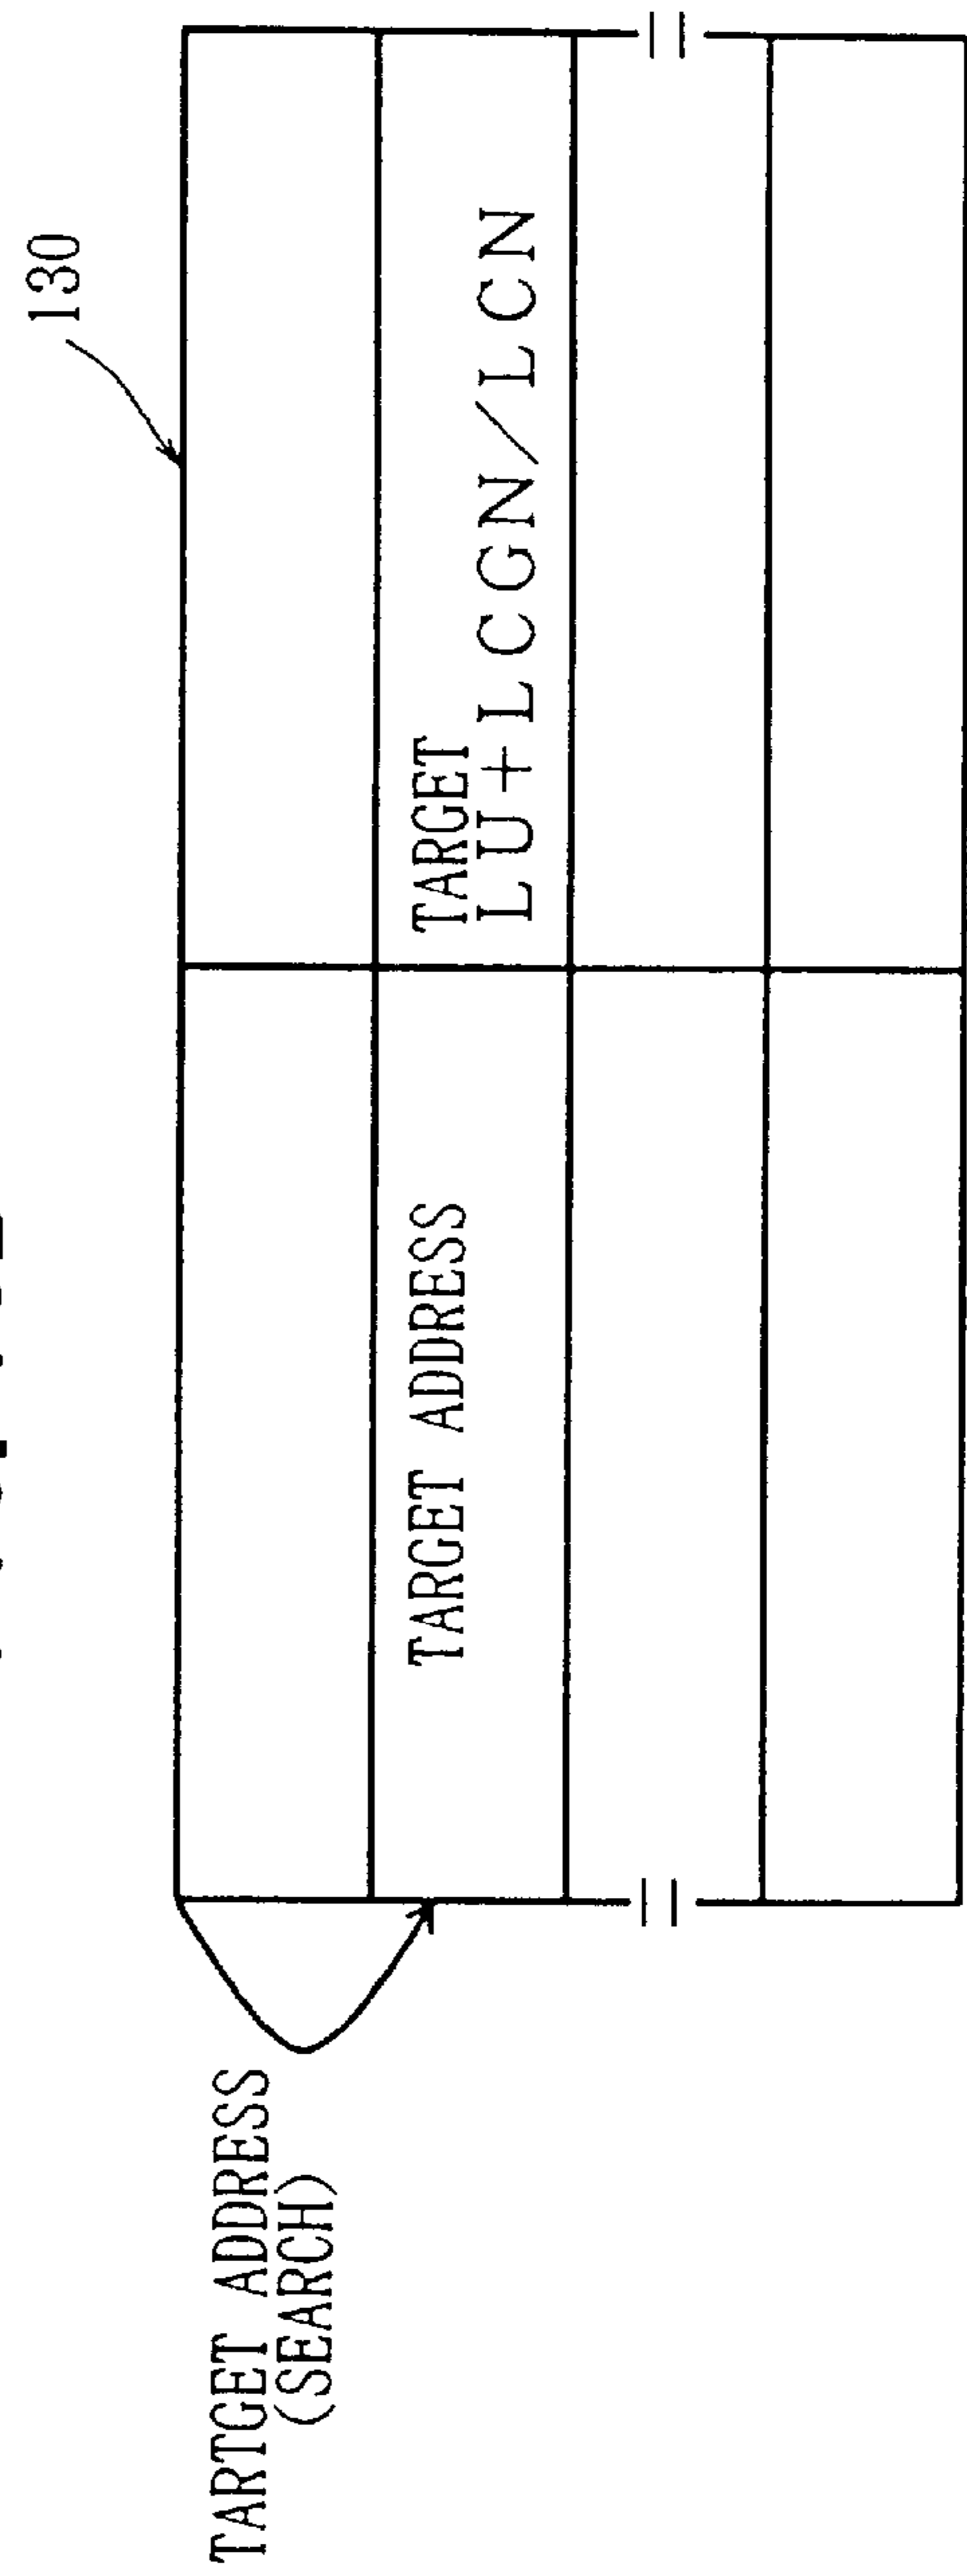 130
TARTGET ADDRESS
(SEARCH)
TARGET ADDRESS
TARGET
LU+LCGN/LCN